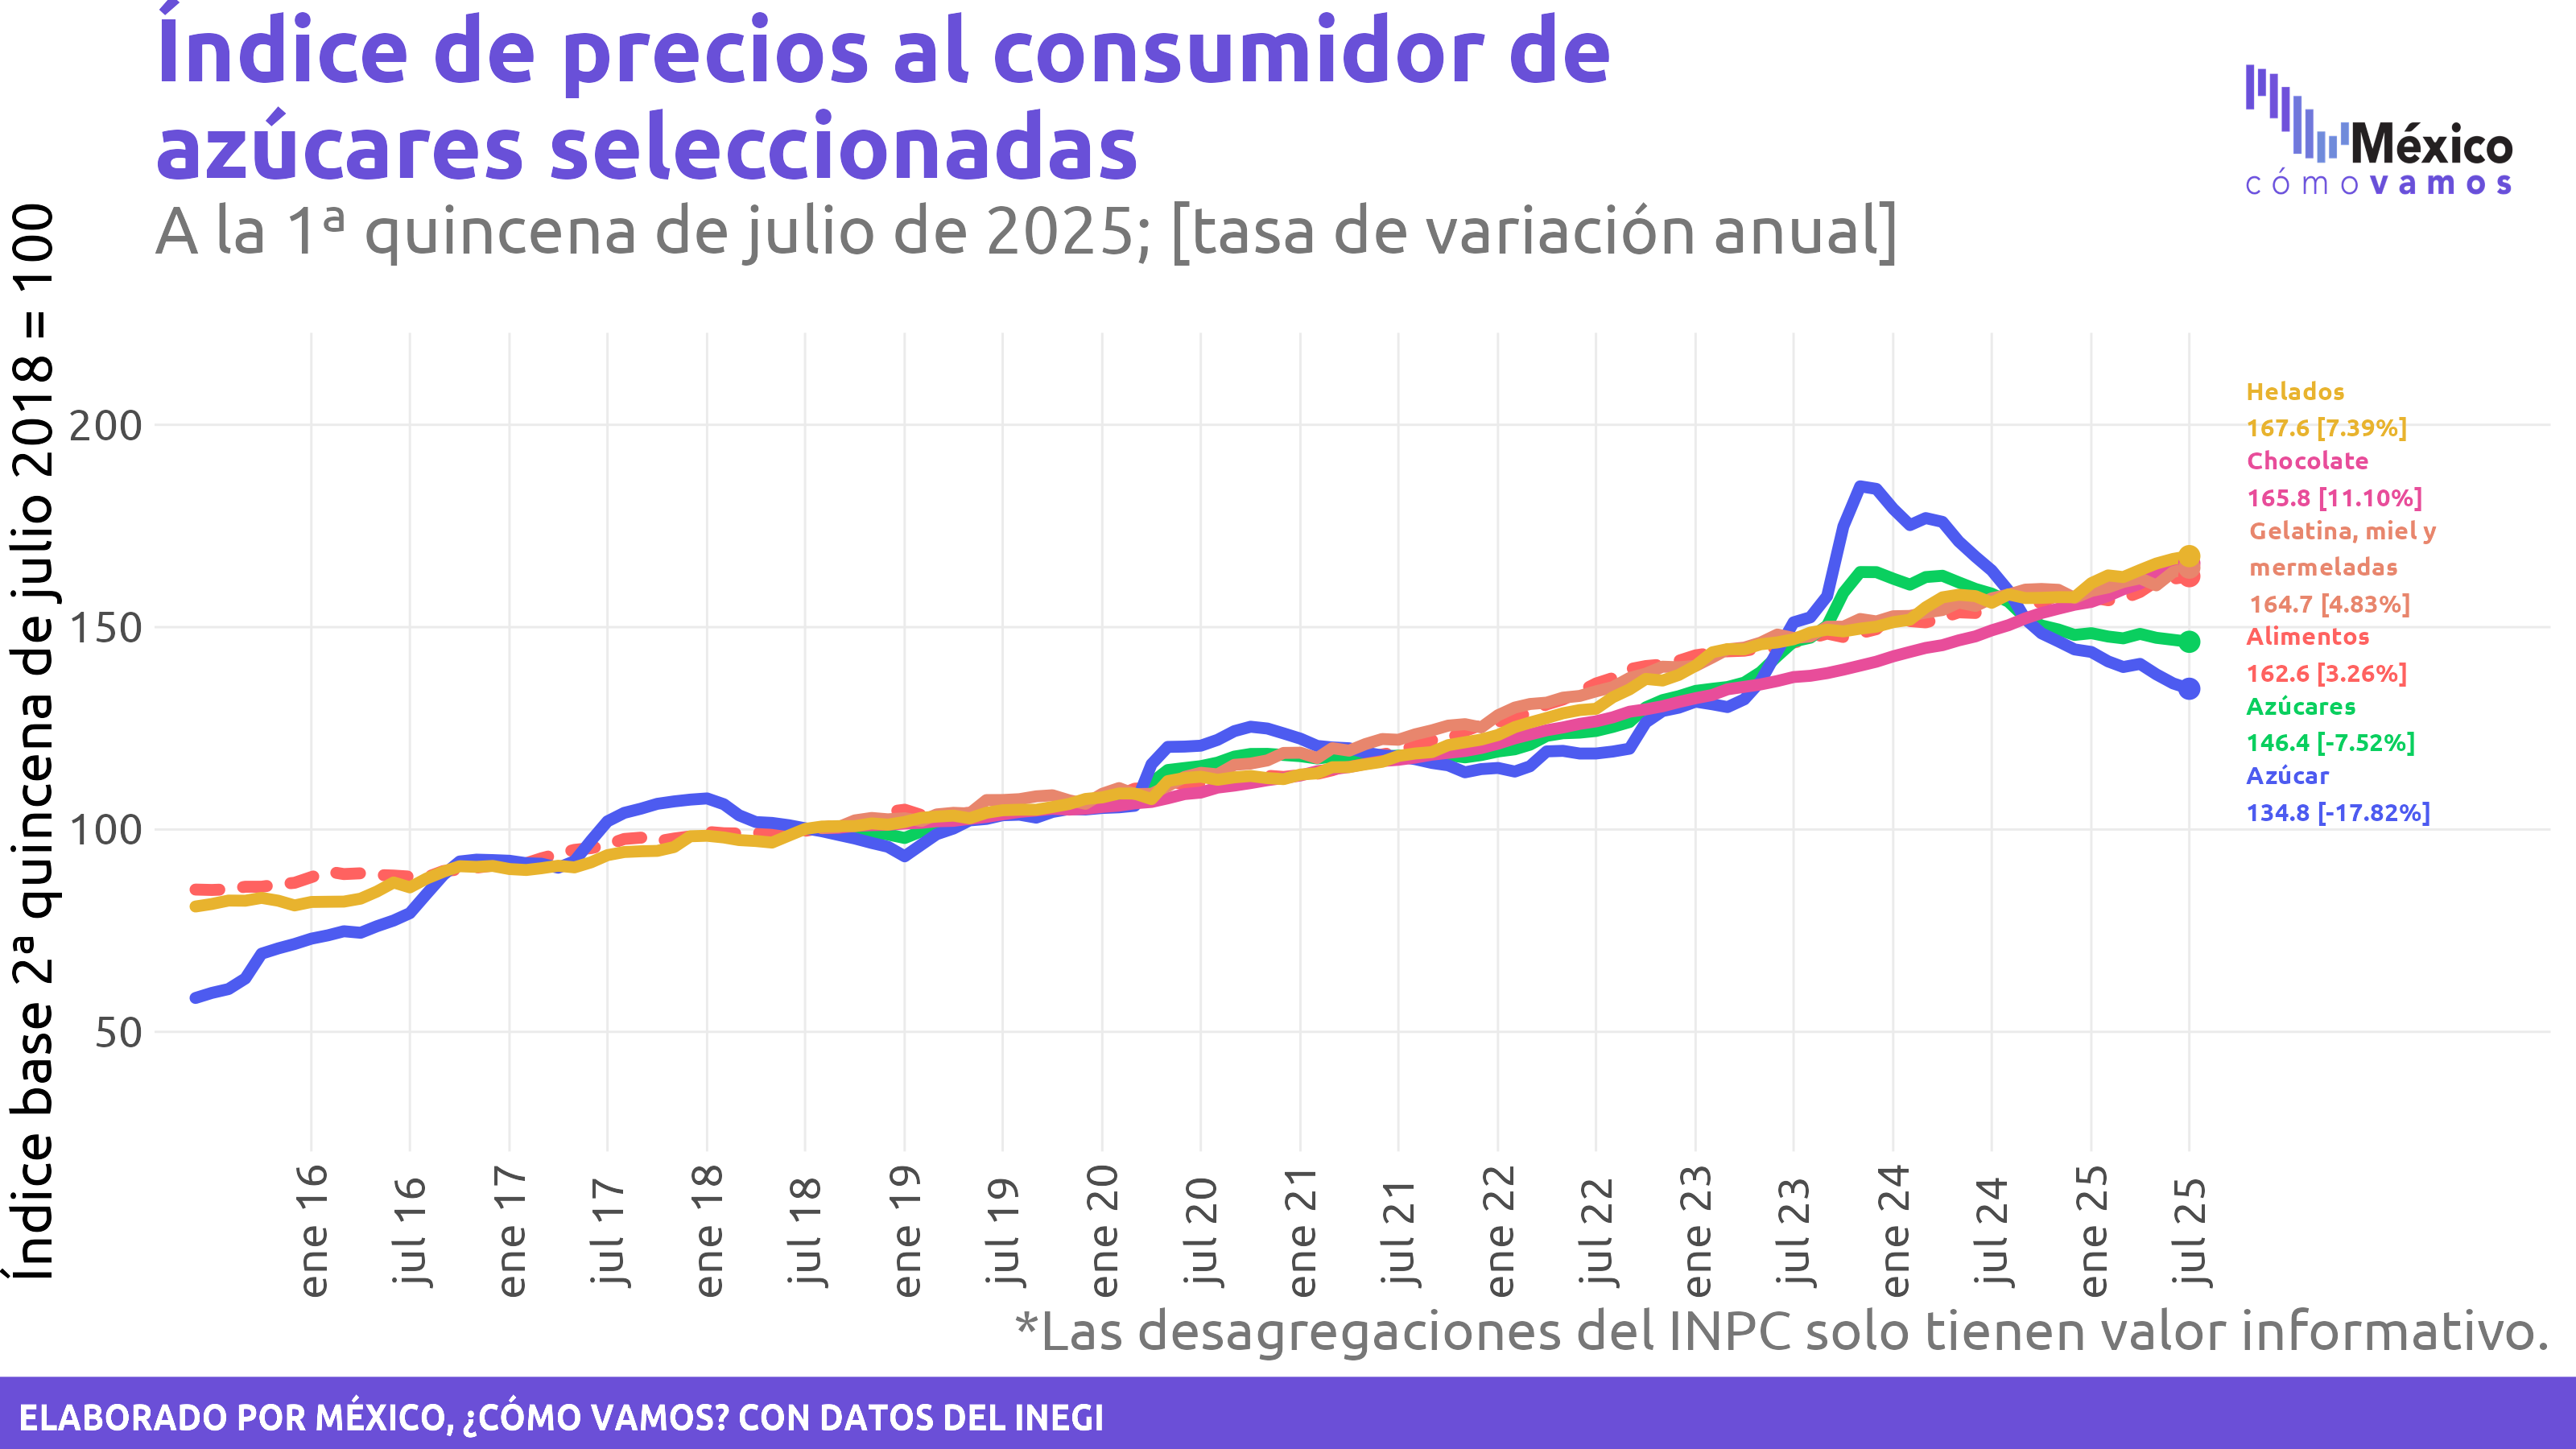 Índice de precios al consumidor de
azúcares seleccionadas
A la 1ª quincena de julio de 2025; [tasa de variación anual]
México
cómo vamos
Índice base 2ª quincena de julio 2018 = 100
200
150
100
50
Helados
167.6 [7.39%]
Chocolate
165.8 [11.10%]
Gelatina, miel y
mermeladas
164.7 [4.83%]
Alimentos
162.6 [3.26%]
Azúcares
146.4 [-7.52%]
Azúcar
134.8 [-17.82%]
ene 16
jul 16
ene 17
jul 17
ene 18
jul 18
ene 19
jul 19
ene 20
jul 20
ene 21
jul 21
ene 22
jul 22
ene 23
jul 23
ene 24
jul 24
ene 25
jul 25
*Las desagregaciones del INPC solo tienen valor informativo.
ELABORADO POR MÉXICO, ¿CÓMO VAMOS? CON DATOS DEL INEGI